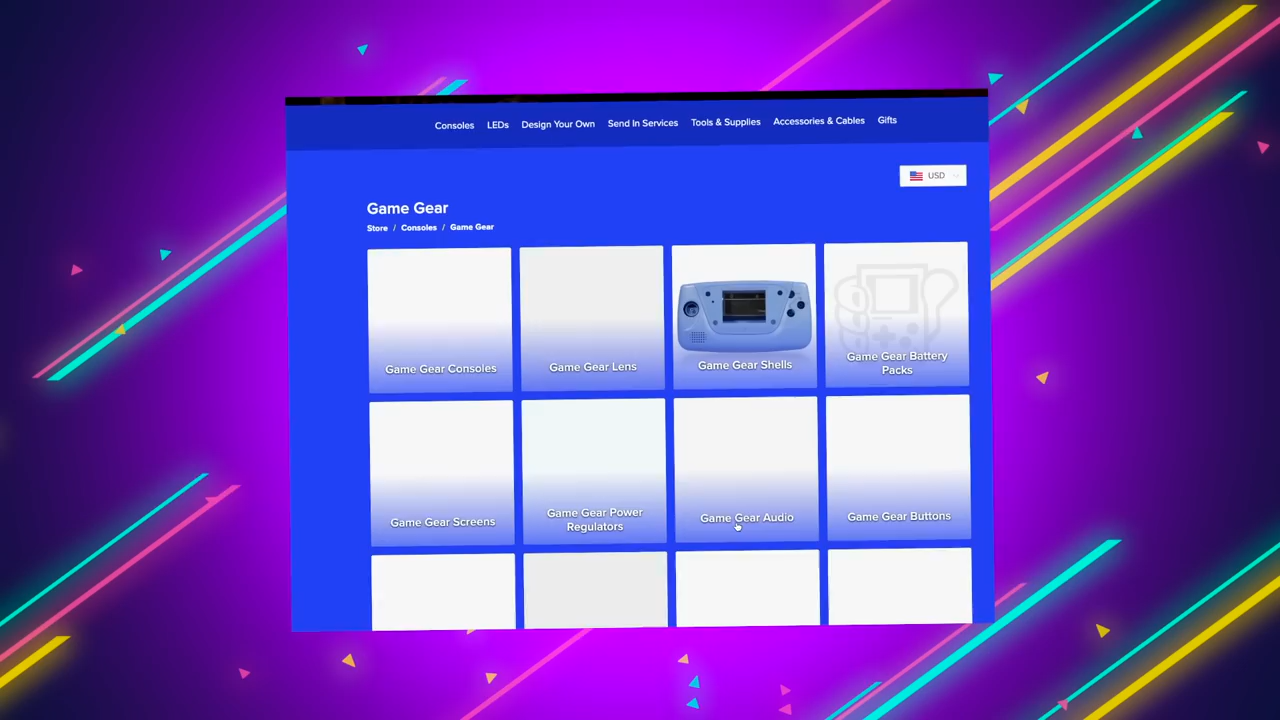 Consoles LEDs Design Your Own Send In Services Tools & Supplies Accessories & Cables Gifts
USD
Game Gear
Store / Consoles / Game Gear
Game Gear Consoles
Game Gear Lens
Game Gear Shells
Game Gear Battery
Packs
Game Gear Screens
Game Gear Power
Regulators
Game Gear Audio
Game Gear Buttons